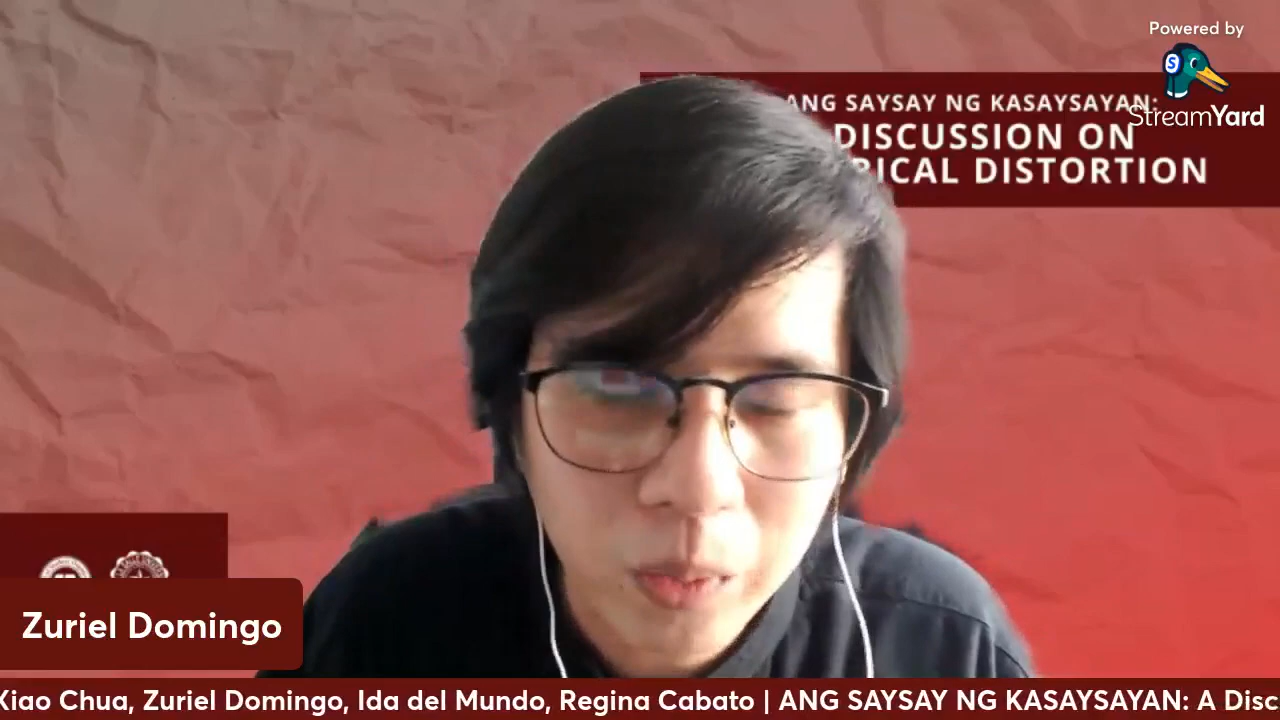 Powered by
StreamYard
ANG SAYSAY NG KASAYSAYAN:
DISCUSSION ON
RICAL DISTORTION
Zuriel Domingo
Xiao Chua, Zuriel Domingo, Ida del Mundo, Regina Cabato | ANG SAYSAY NG KASAYSAYAN: A Disc